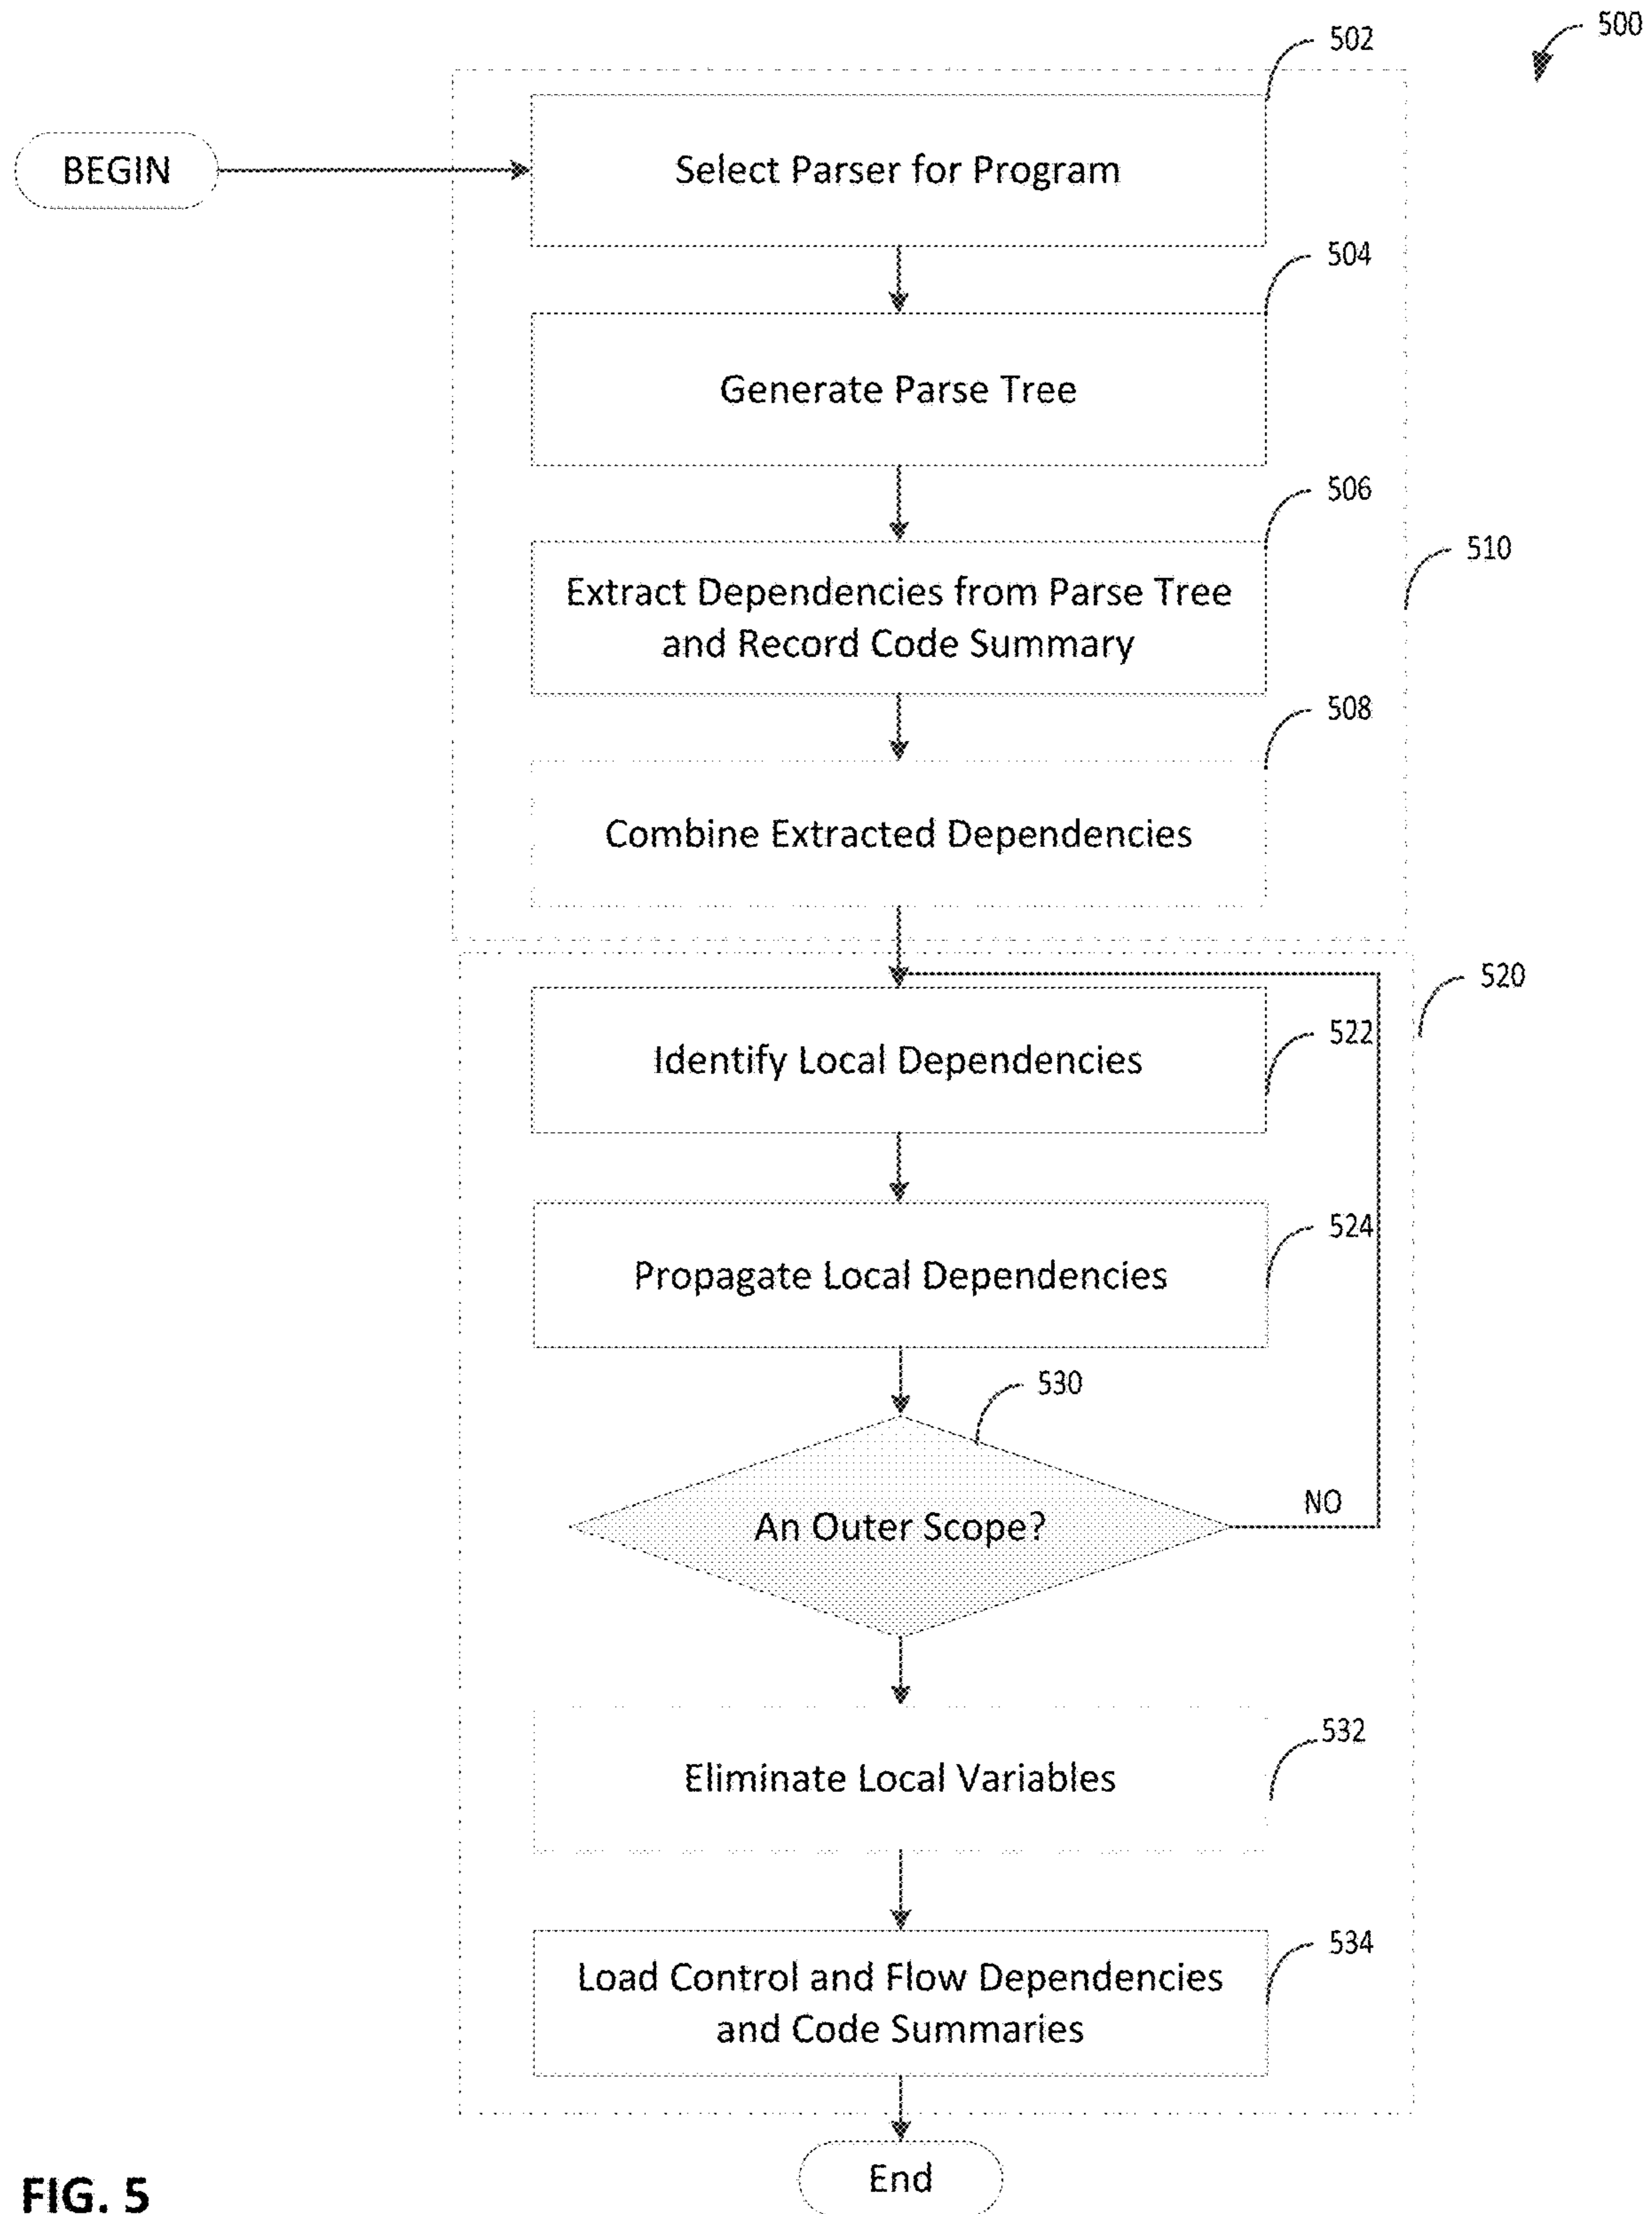 500
502
BEGIN
Select Parser for Program
504
Generate Parse Tree
506
Extract Dependencies from Parse Tree
and Record Code Summary
510
508
Combine Extracted Dependencies
520
522
Identify Local Dependencies
524
Propagate Local Dependencies
530
An Outer Scope?
NO
532
Eliminate Local Variables
534
Load Control and Flow Dependencies
and Code Summaries
End
FIG. 5